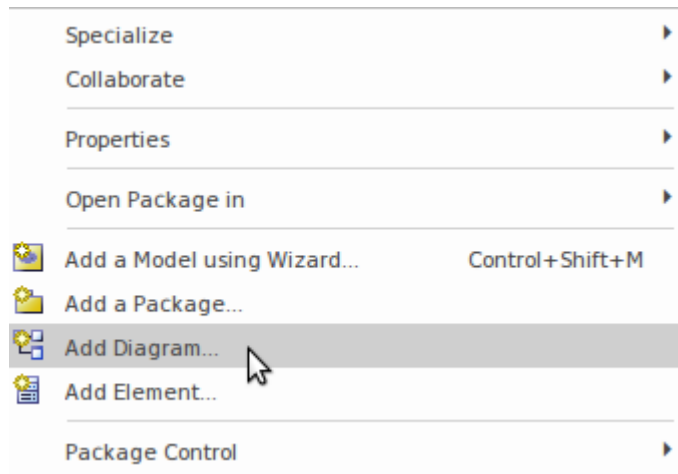 Specialize
Collaborate
Properties
Open Package in
Add a Model using Wizard... Control+Shift+M
Add a Package...
Add Diagram...
Add Element...
Package Control